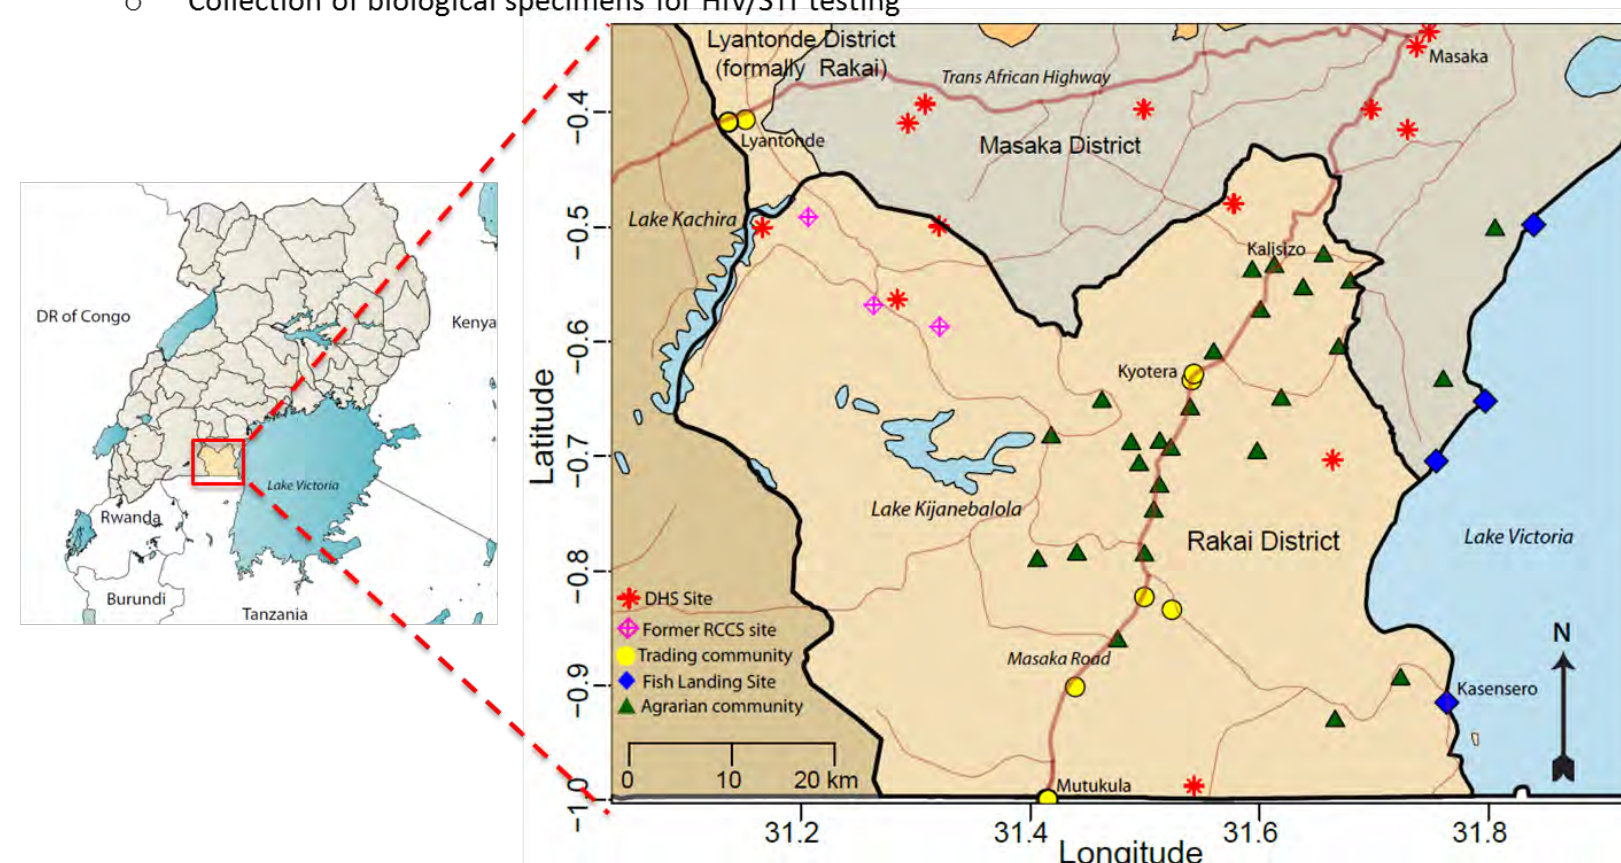 o Collection of biological specimens for HIV/STI testing
DR of Congo
Kenya
Lake Victoria
Rwanda
Burundi
Tanzania
Lyantonde District
(formally Rakai)
Trans African Highway
Masaka
Lyantonde
Masaka District
Lake Kachira
Kalisizo
Kyotera
Lake Kijanebalola
Rakai District
Lake Victoria
DHS Site
Former RCCS site
Trading community
Fish Landing Site
Agrarian community
Masaka Road
Kasensero
N
0 10 20 km
Mutukula
Latitude
−0.4
−0.5
−0.6
−0.7
−0.8
−0.9
−1.0
31.2 31.4 31.6 31.8
Longitude